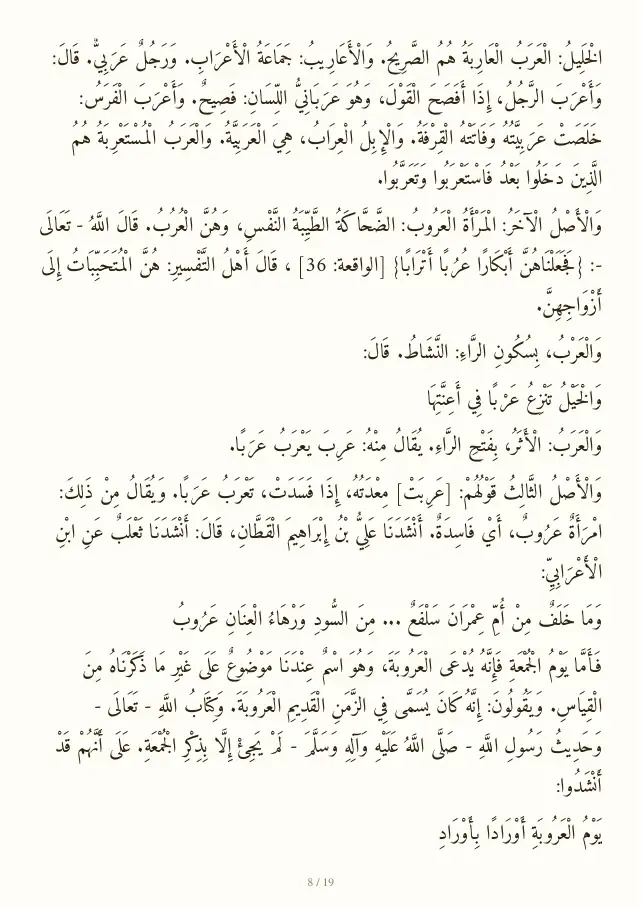 الْخَلِيلُ: الْعَرَبُ الْعَارِبَةُ هُمُ الصَّرِيحُ. وَالْأَعَارِيبُ: جَمَاعَةُ الْأَعْرَابِ. وَرَجُلٌ عَرَبِيٌّ. قَالَ:
وَأَعْرَبَ الرَّجُلُ، إِذَا أَفْصَحَ الْقَوْلَ، وَهُوَ عَرَبَانِيُّ اللِّسَانِ: فَصِيحٌ. وَأَعْرَبَ الْفَرَسُ:
خَلَصَتْ عَرَبِيَّتُهُ وَفَاتَتْهُ الْقِرْفَةُ. وَالْإِبِلُ الْعِرَابُ، هِيَ الْعَرَبِيَّةُ. وَالْعَرَبُ الْمُسْتَعْرِبَةُ هُمُ
الَّذِينَ دَخَلُوا بَعْدُ فَاسْتَعْرَبُوا وَتَعَرَّبُوا.
وَالْأَصْلُ الْآخَرُ: الْمَرْأَةُ الْعَرُوبُ: الضَّحَّاكَةُ الطَّيِّبَةُ النَّفْسِ، وَهُنَّ الْعُرُبُ. قَالَ اللَّهُ - تَعَالَى
-: {فَجَعَلْنَاهُنَّ أَبْكَارًا عُرُبًا أَتْرَابًا} [الواقعة: 36] ، قَالَ أَهْلُ التَّفْسِيرِ: هُنَّ الْمُتَحَبِّبَاتُ إِلَى
أَزْوَاجِهِنَّ.
وَالْعَرْبُ، بِسُكُونِ الرَّاءِ: النَّشَاطُ. قَالَ:
وَالْخَيْلُ تَنْزِعُ عَرْبًا فِي أَعِنَّتِهَا
وَالْعَرَبُ: الْأَثَرُ، بِفَتْحِ الرَّاءِ. يُقَالُ مِنْهُ: عَرِبَ يَعْرَبُ عَرَبًا.
وَالْأَصْلُ الثَّالِثُ قَوْلُهُمْ: [عَرِبَتْ] مِعْدَتُهُ، إِذَا فَسَدَتْ، تَعْرَبُ عَرَبًا. وَيُقَالُ مِنْ ذَلِكَ:
امْرَأَةٌ عَرُوبٌ، أَيْ فَاسِدَةٌ. أَنْشَدَنَا عَلِيُّ بْنُ إِبْرَاهِيمَ الْقَطَّانِ، قَالَ: أَنْشَدَنَا ثَعْلَبٌ عَنِ ابْنِ
الْأَعْرَابِيِّ:
وَمَا خَلَفٌ مِنْ أُمِّ عِمْرَانَ سَلْفَعٌ ... مِنَ السُّودِ وَرْهَاءُ الْعِنَانِ عَرُوبُ
فَأَمَّا يَوْمُ الْجُمْعَةِ فَإِنَّهُ يُدْعَى الْعَرُوبَةَ، وَهُوَ اسْمٌ عِنْدَنَا مَوْضُوعٌ عَلَى غَيْرِ مَا ذَكَرْنَاهُ مِنَ
الْقِيَاسِ. وَيَقُولُونَ: إِنَّهُ كَانَ يُسَمَّى فِي الزَّمَنِ الْقَدِيمِ الْعَرُوبَةَ. وَكِتَابُ اللَّهِ - تَعَالَى -
وَحَدِيثُ رَسُولِ اللَّهِ - صَلَّى اللَّهُ عَلَيْهِ وَآلِهِ وَسَلَّمَ - لَمْ يَجِئْ إِلَّا بِذِكْرِ الْجُمْعَةِ. عَلَى أَنَّهُمْ قَدْ
أَنْشَدُوا:
يَوْمُ الْعَرُوبَةِ أَوْرَادًا بِأَوْرَادِ
8 / 19